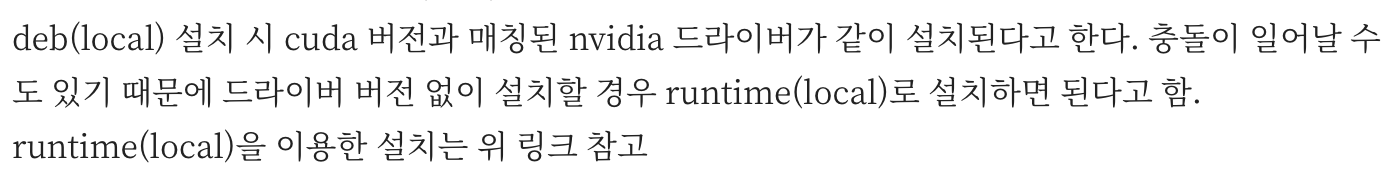 deb(local) 설치 시 cuda 버전과 매칭된 nvidia 드라이버가 같이 설치된다고 한다. 충돌이 일어날 수
도 있기 때문에 드라이버 버전 없이 설치할 경우 runtime(local)로 설치하면 된다고 함.
runtime(local)을 이용한 설치는 위 링크 참고